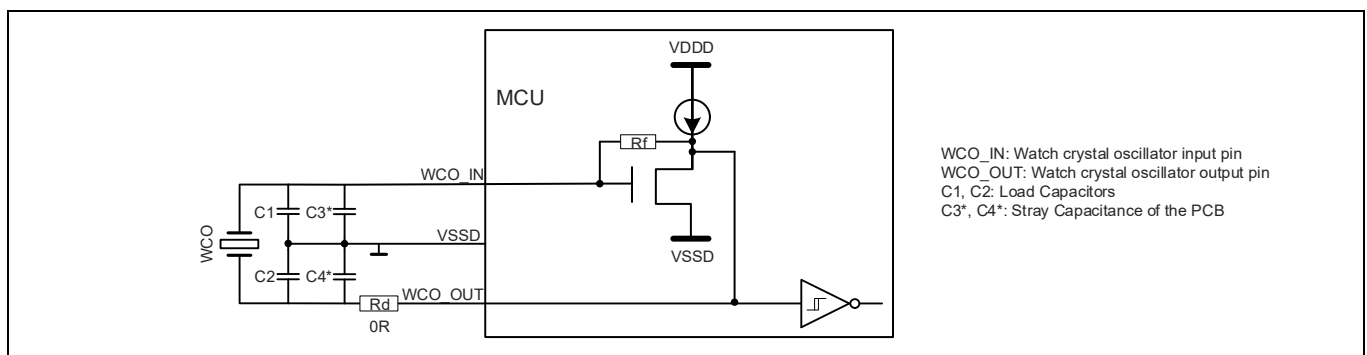 VDDD
MCU
Rf
WCO_IN
C1
C3*
VSSD
WCO
VSSD
C2
C4*
WCO_OUT
Rd
0R
WCO_IN: Watch crystal oscillator input pin
WCO_OUT: Watch crystal oscillator output pin
C1, C2: Load Capacitors
C3*, C4*: Stray Capacitance of the PCB